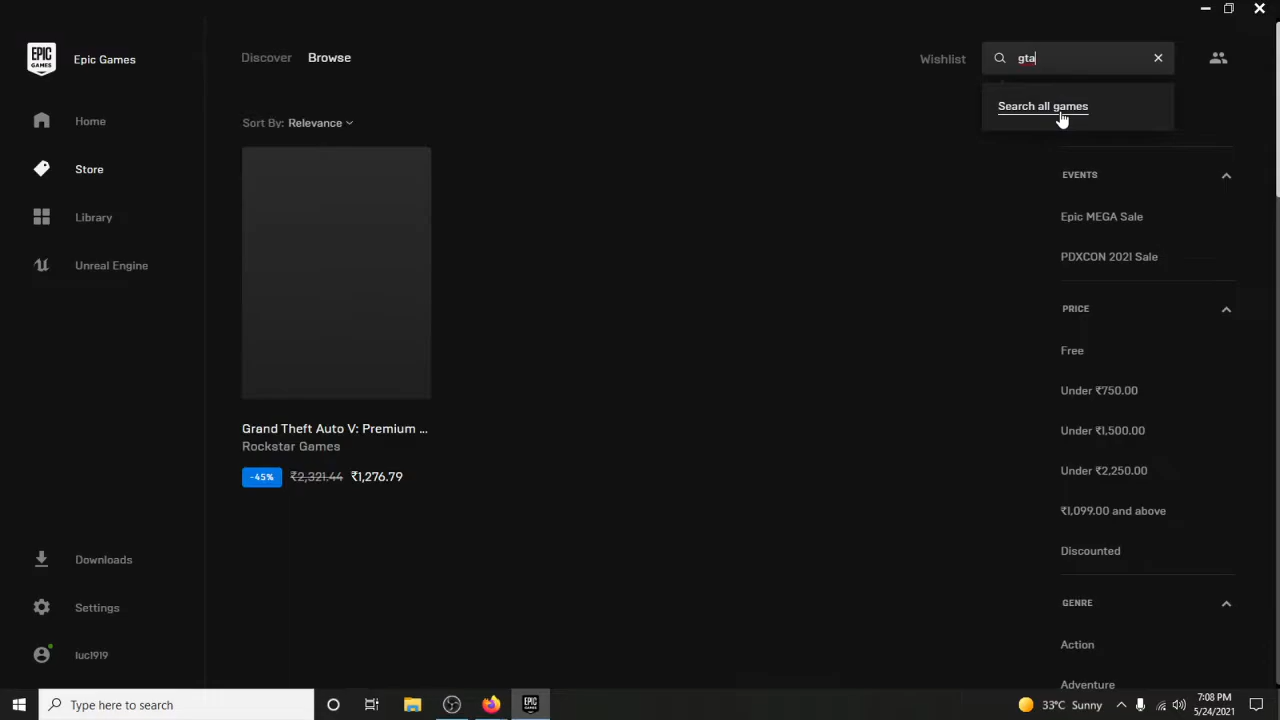 EPIC GAMES
Epic Games
Discover
Browse
Wishlist
gta
Search all games
Home
Store
Library
Unreal Engine
Sort By: Relevance
EVENTS
Epic MEGA Sale
PDXCON 2021 Sale
PRICE
Free
Under ₹750.00
Under ₹1,500.00
Under ₹2,250.00
₹1,099.00 and above
Discounted
GENRE
Action
Adventure
Grand Theft Auto V: Premium ...
Rockstar Games
-45% ₹2,321.44 ₹1,276.79
Downloads
Settings
luc1919
Type here to search
33°C Sunny
7:08 PM
5/24/2021